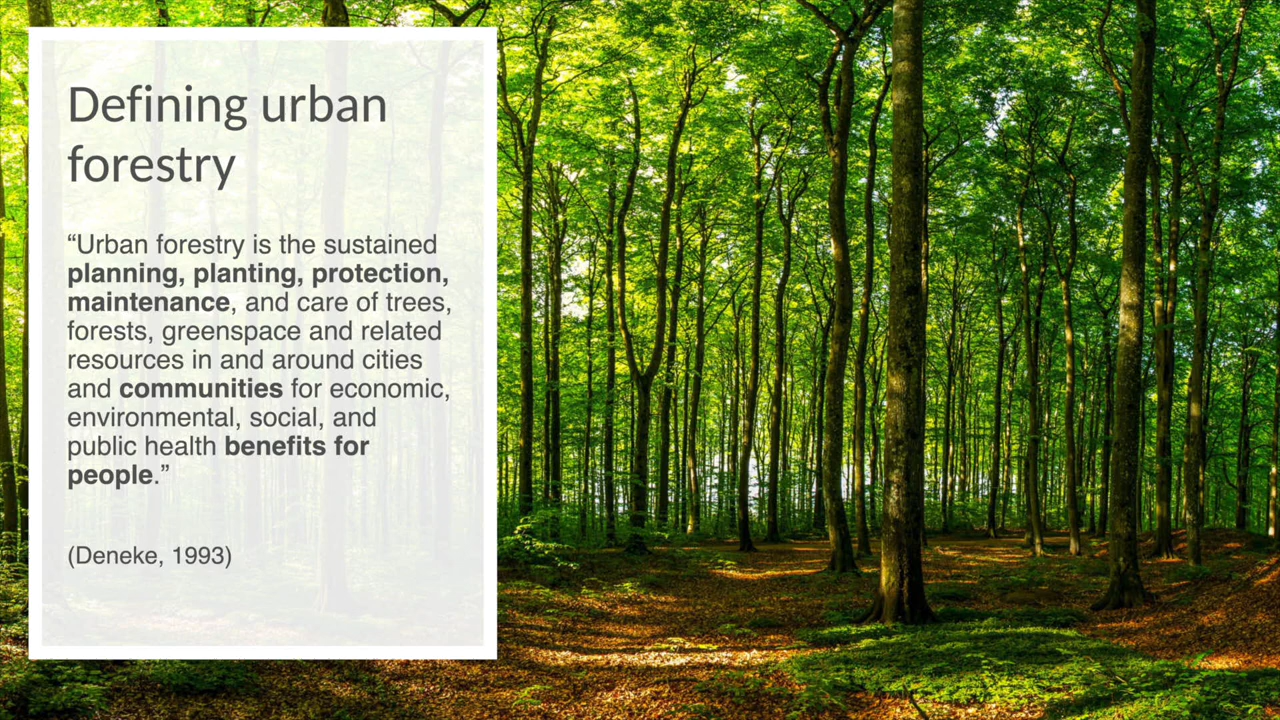 Defining urban
forestry
“Urban forestry is the sustained
planning, planting, protection,
maintenance, and care of trees,
forests, greenspace and related
resources in and around cities
and communities for economic,
environmental, social, and
public health benefits for
people.”
(Deneke, 1993)